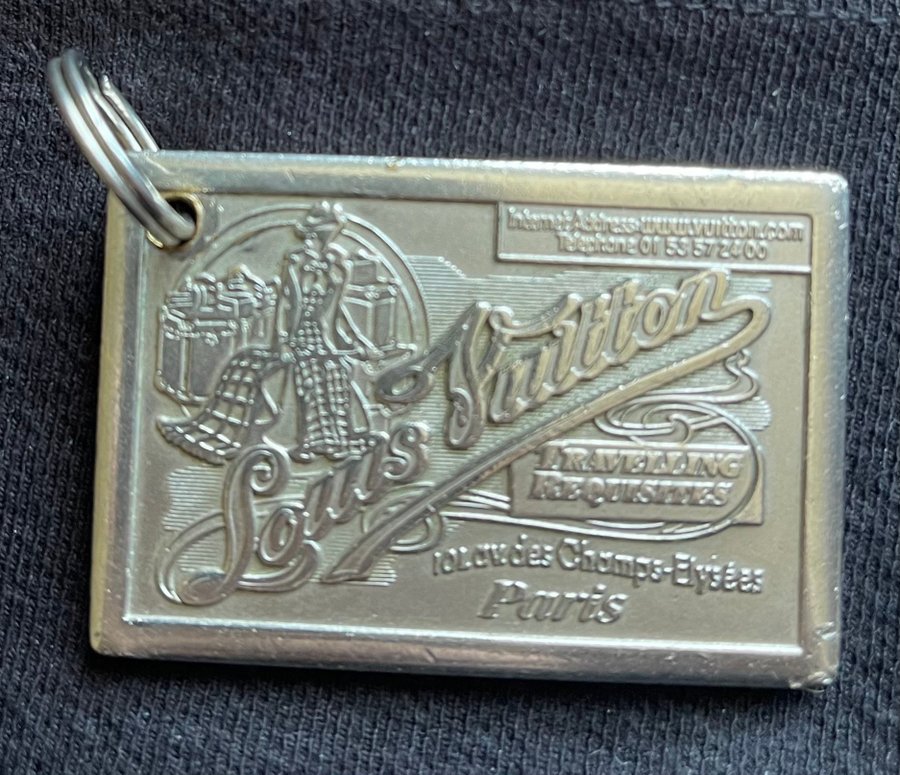 Internet Address www.vuitton.com
Telephone 01 53 57 24 00
Louis Vuitton
TRAVELLING
REQUISITES
101.av des Champs-Elysées
Paris